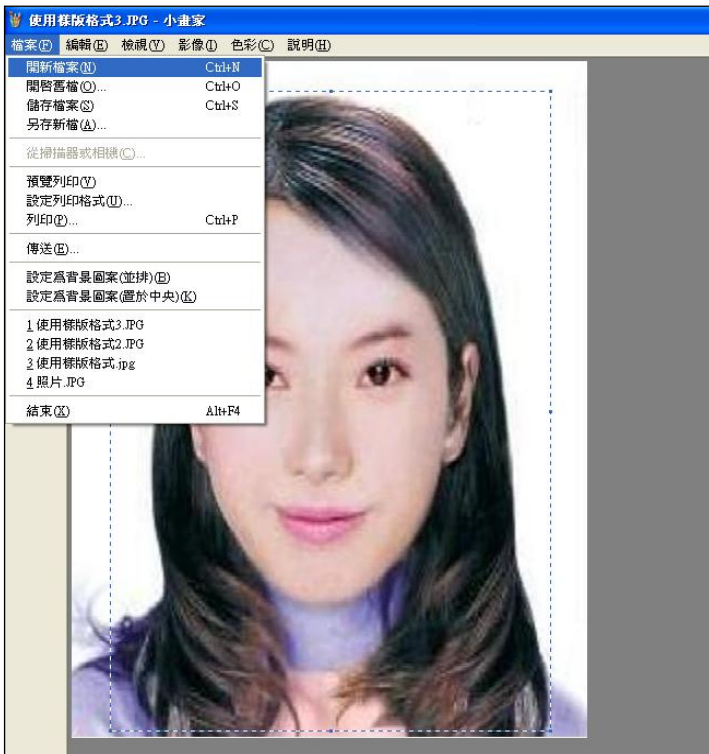 使用樣版格式3.JPG - 小畫家
檔案(F) 編輯(E) 檢視(V) 影像(I) 色彩(C) 說明(H)
開新檔案(N) Ctrl+N
開啓舊檔(O)... Ctrl+O
儲存檔案(S) Ctrl+S
另存新檔(A)...
從掃描器或相機(C)...
預覽列印(V)
設定列印格式(U)...
列印(P)... Ctrl+P
傳送(E)...
設定爲背景圖案(並排)(B)
設定爲背景圖案(置於中央)(K)
1 使用樣版格式3.JPG
2 使用樣版格式2.JPG
3 使用樣版格式.jpg
4 照片.JPG
結束(X) Alt+F4